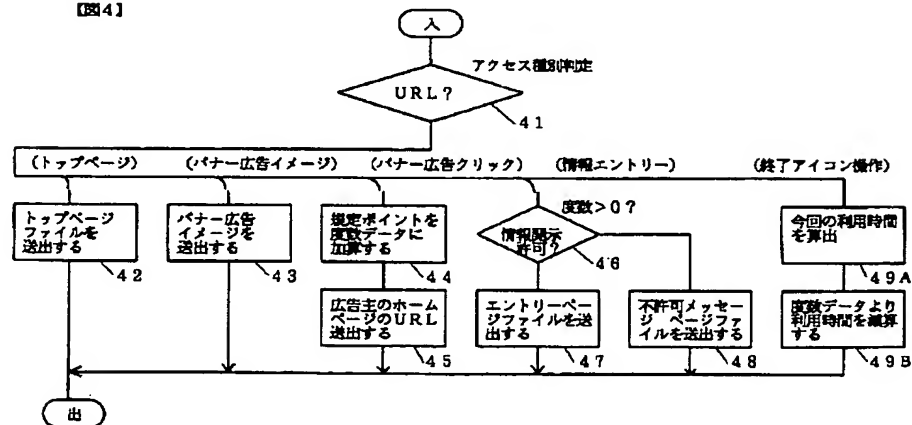 【図4】
入
アクセス種別判定
URL?
41
(トップページ) (バナー広告イメージ) (バナー広告クリック) (情報エントリー) (終了アイコン操作)
トップページ
ファイルを
送出する
42
バナー広告
イメージを
送出する
43
規定ポイントを
度数データに
加算する
44
広告主のホーム
ページのURL
送出する
45
度数>0?
情報開示
許可?
46
エントリーペー
ジファイルを送
出する
47
不許可メッセー
ジ ページファ
イルを送出する
48
今回の利用時間
を算出
49A
度数データより
利用時間を減算
する
49B
出